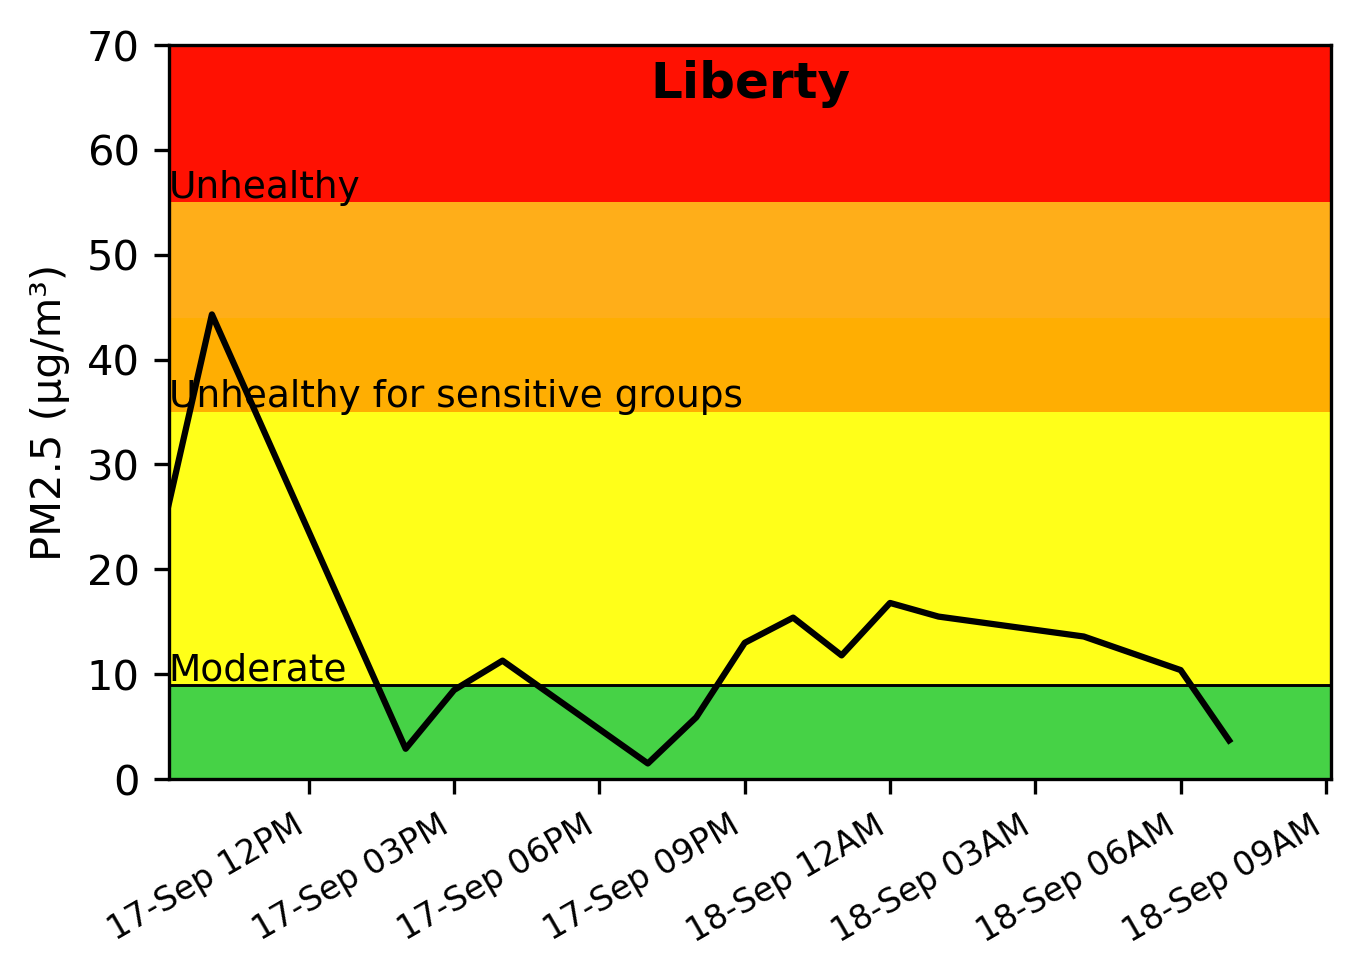 Liberty
PM2.5 (µg/m³)
70
60
50
40
30
20
10
0
Unhealthy
Unhealthy for sensitive groups
Moderate
17-Sep 12PM
17-Sep 03PM
17-Sep 06PM
17-Sep 09PM
18-Sep 12AM
18-Sep 03AM
18-Sep 06AM
18-Sep 09AM